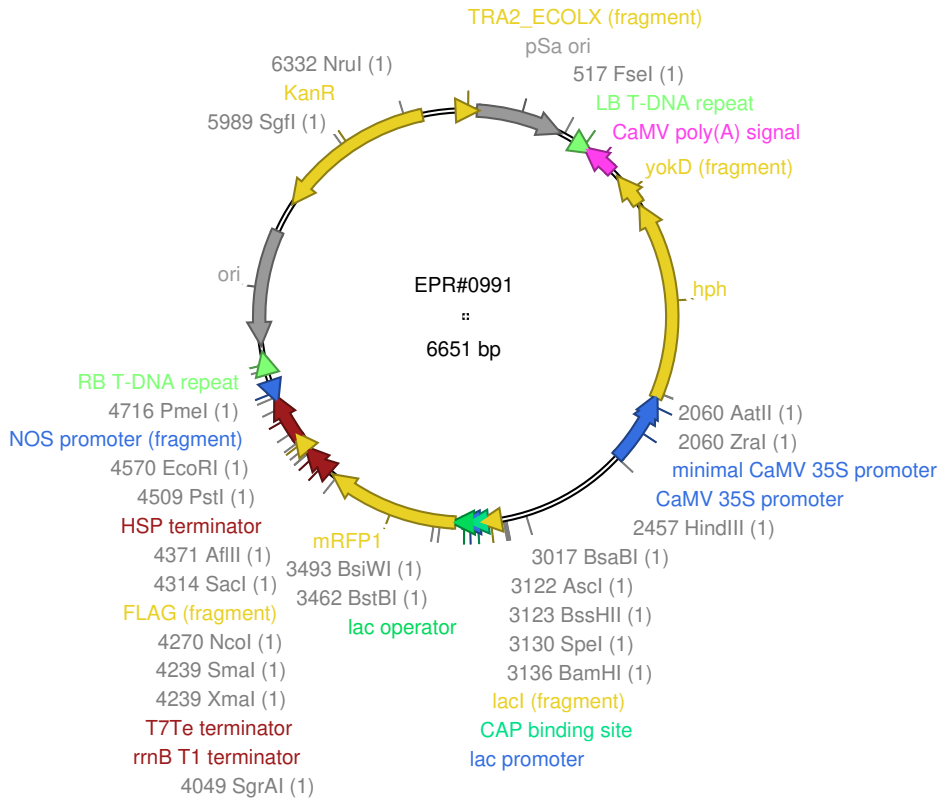 TRA2_ECOLX (fragment)
pSa ori
6332 NruI (1)
517 FseI (1)
KanR
LB T-DNA repeat
5989 SgfI (1)
CaMV poly(A) signal
yokD (fragment)
ori
EPR#0991
hph
6651 bp
RB T-DNA repeat
4716 PmeI (1)
2060 AatII (1)
NOS promoter (fragment)
2060 ZraI (1)
4570 EcoRI (1)
minimal CaMV 35S promoter
4509 PstI (1)
CaMV 35S promoter
HSP terminator
2457 HindIII (1)
mRFP1
4371 AflII (1)
3493 BsiWI (1)
3017 BsaBI (1)
4314 SacI (1)
3462 BstBI (1)
3122 AscI (1)
FLAG (fragment)
lac operator
3123 BssHII (1)
4270 NcoI (1)
3130 SpeI (1)
4239 SmaI (1)
3136 BamHI (1)
4239 XmaI (1)
lacI (fragment)
T7Te terminator
CAP binding site
rrnB T1 terminator
lac promoter
4049 SgrAI (1)